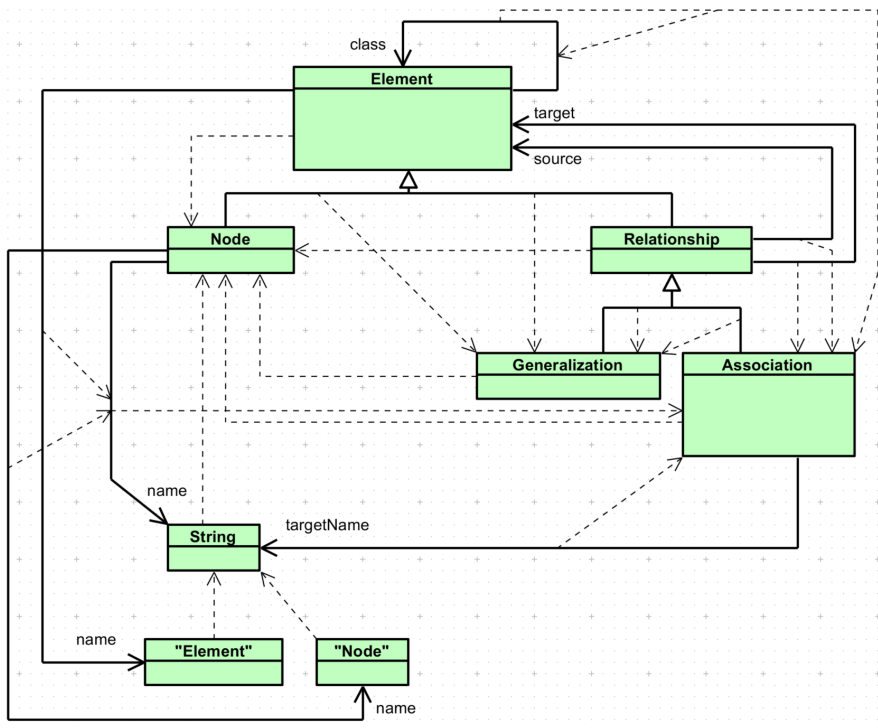 class
Element
target
source
Node
Relationship
Generalization
Association
name
targetName
String
name
"Element"
"Node"
name